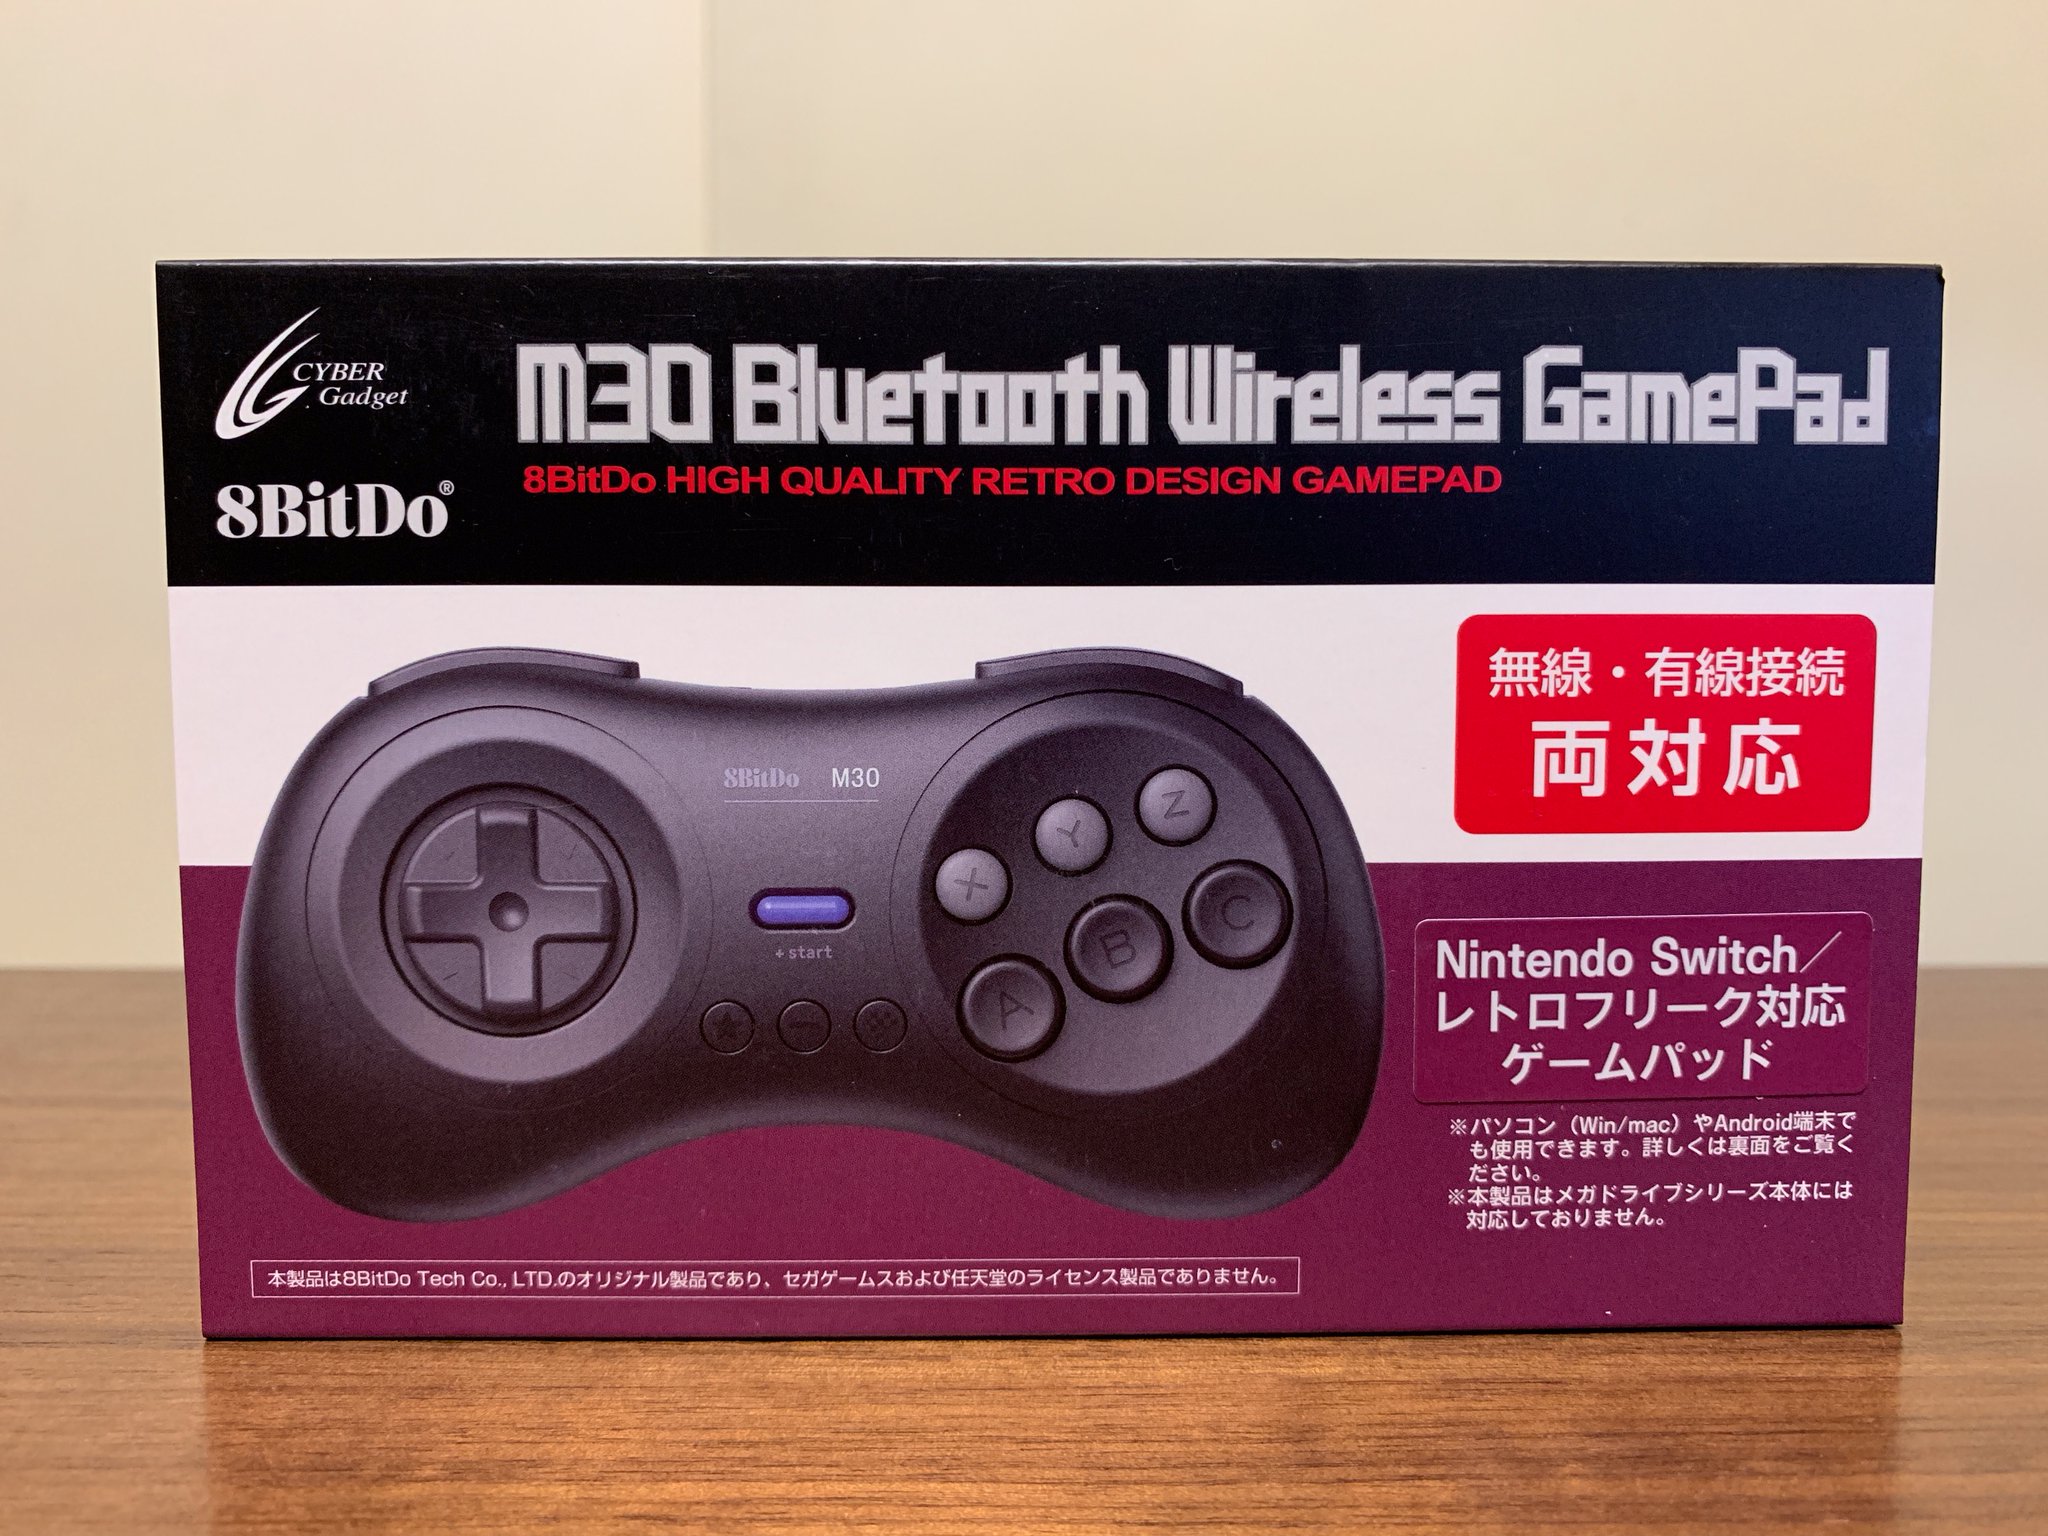 CYBER
Gadget
8BitDo®
M30 Bluetooth Wireless GamePad
8BitDo HIGH QUALITY RETRO DESIGN GAMEPAD
無線・有線接続
両対応
8BitDo M30
+ start
X
Y
Z
A
B
C
Nintendo Switch／
レトロフリーク対応
ゲームパッド
※パソコン（Win/mac）やAndroid端末で
も使用できます。詳しくは裏面をご覧く
ださい。
※本製品はメガドライブシリーズ本体には
対応しておりません。
本製品は8BitDo Tech Co., LTD.のオリジナル製品であり、セガゲームスおよび任天堂のライセンス製品でありません。